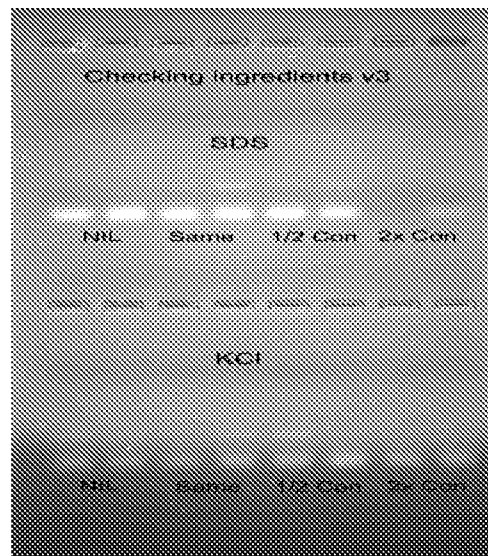 Checking ingredients v3
SDS
NIL Same 1/2 Con 2x Con
KCl
NIL Same 1/2 Con 2x Con